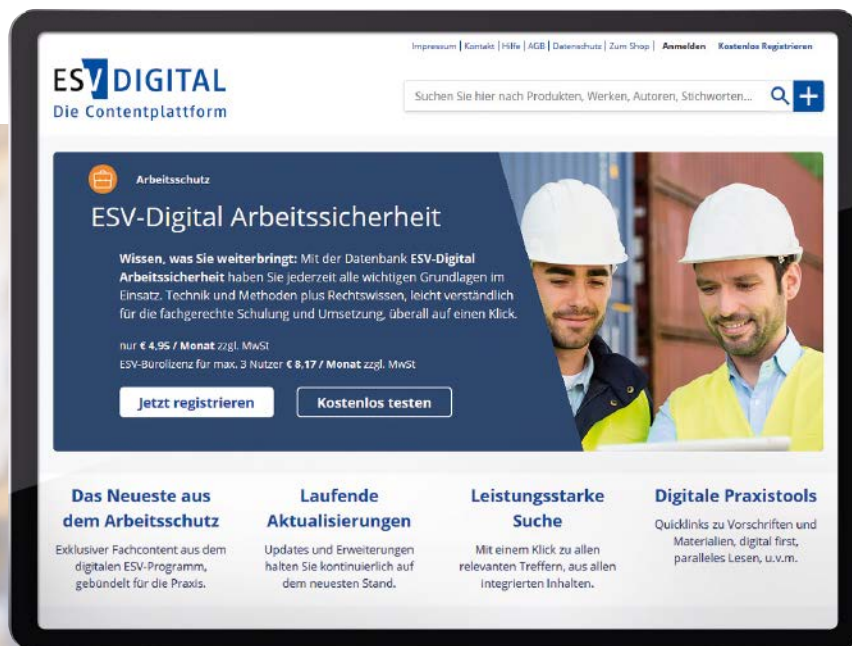 Impressum | Kontakt | Hilfe | AGB | Datenschutz | Zum Shop | Anmelden Kostenlos Registrieren
ESV DIGITAL
Die Contentplattform
Suchen Sie hier nach Produkten, Werken, Autoren, Stichworten...
Arbeitsschutz
ESV-Digital Arbeitssicherheit
Wissen, was Sie weiterbringt: Mit der Datenbank ESV-Digital
Arbeitssicherheit haben Sie jederzeit alle wichtigen Grundlagen im
Einsatz. Technik und Methoden plus Rechtswissen, leicht verständlich
für die fachgerechte Schulung und Umsetzung, überall auf einen Klick.
nur € 4,95 / Monat zzgl. MwSt
ESV-Bürolizenz für max. 3 Nutzer € 8,17 / Monat zzgl. MwSt
Jetzt registrieren
Kostenlos testen
Das Neueste aus
dem Arbeitsschutz
Exklusiver Fachcontent aus dem
digitalen ESV-Programm,
gebündelt für die Praxis.
Laufende
Aktualisierungen
Updates und Erweiterungen
halten Sie kontinuierlich auf
dem neuesten Stand.
Leistungsstarke
Suche
Mit einem Klick zu allen
relevanten Treffern, aus allen
integrierten Inhalten.
Digitale Praxistools
Quicklinks zu Vorschriften und
Materialien, digital first,
paralleles Lesen, u.v.m.